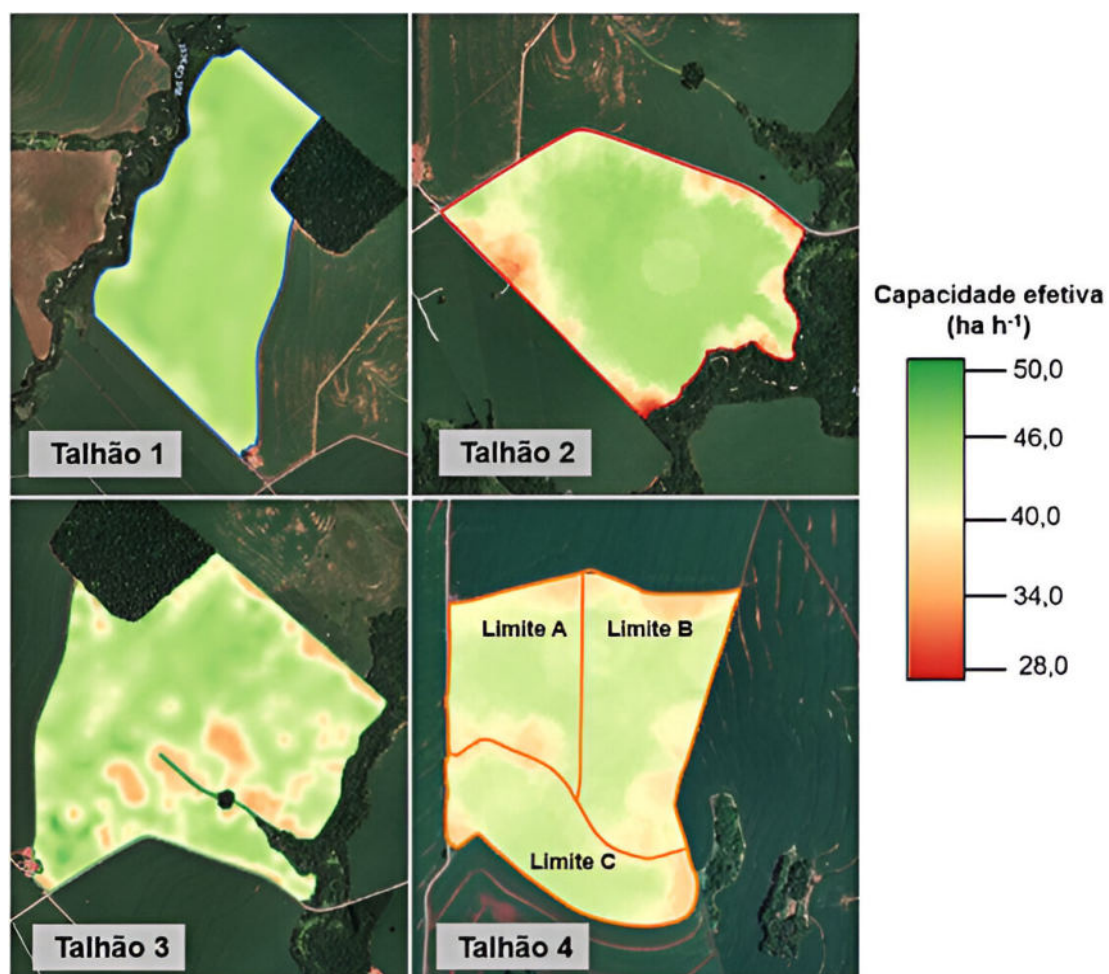 Talhão 1
Talhão 2
Capacidade efetiva
(ha h⁻¹)
50,0
46,0
40,0
34,0
28,0
Limite A
Limite B
Limite C
Talhão 3
Talhão 4